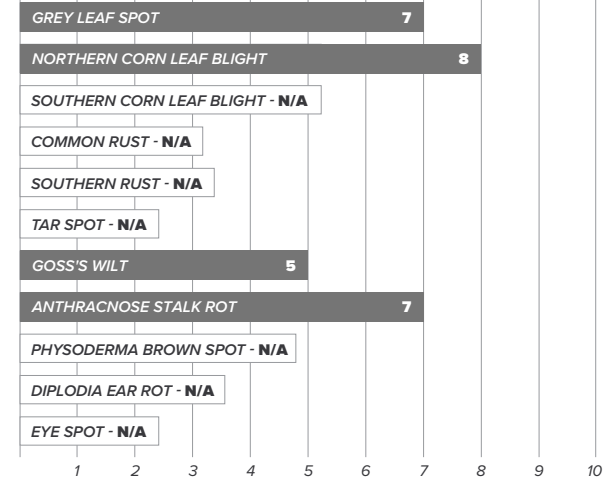 GREY LEAF SPOT 7
NORTHERN CORN LEAF BLIGHT 8
SOUTHERN CORN LEAF BLIGHT - N/A
COMMON RUST - N/A
SOUTHERN RUST - N/A
TAR SPOT - N/A
GOSS'S WILT 5
ANTHRACNOSE STALK ROT 7
PHYSODERMA BROWN SPOT - N/A
DIPLODIA EAR ROT - N/A
EYE SPOT - N/A
1 2 3 4 5 6 7 8 9 10